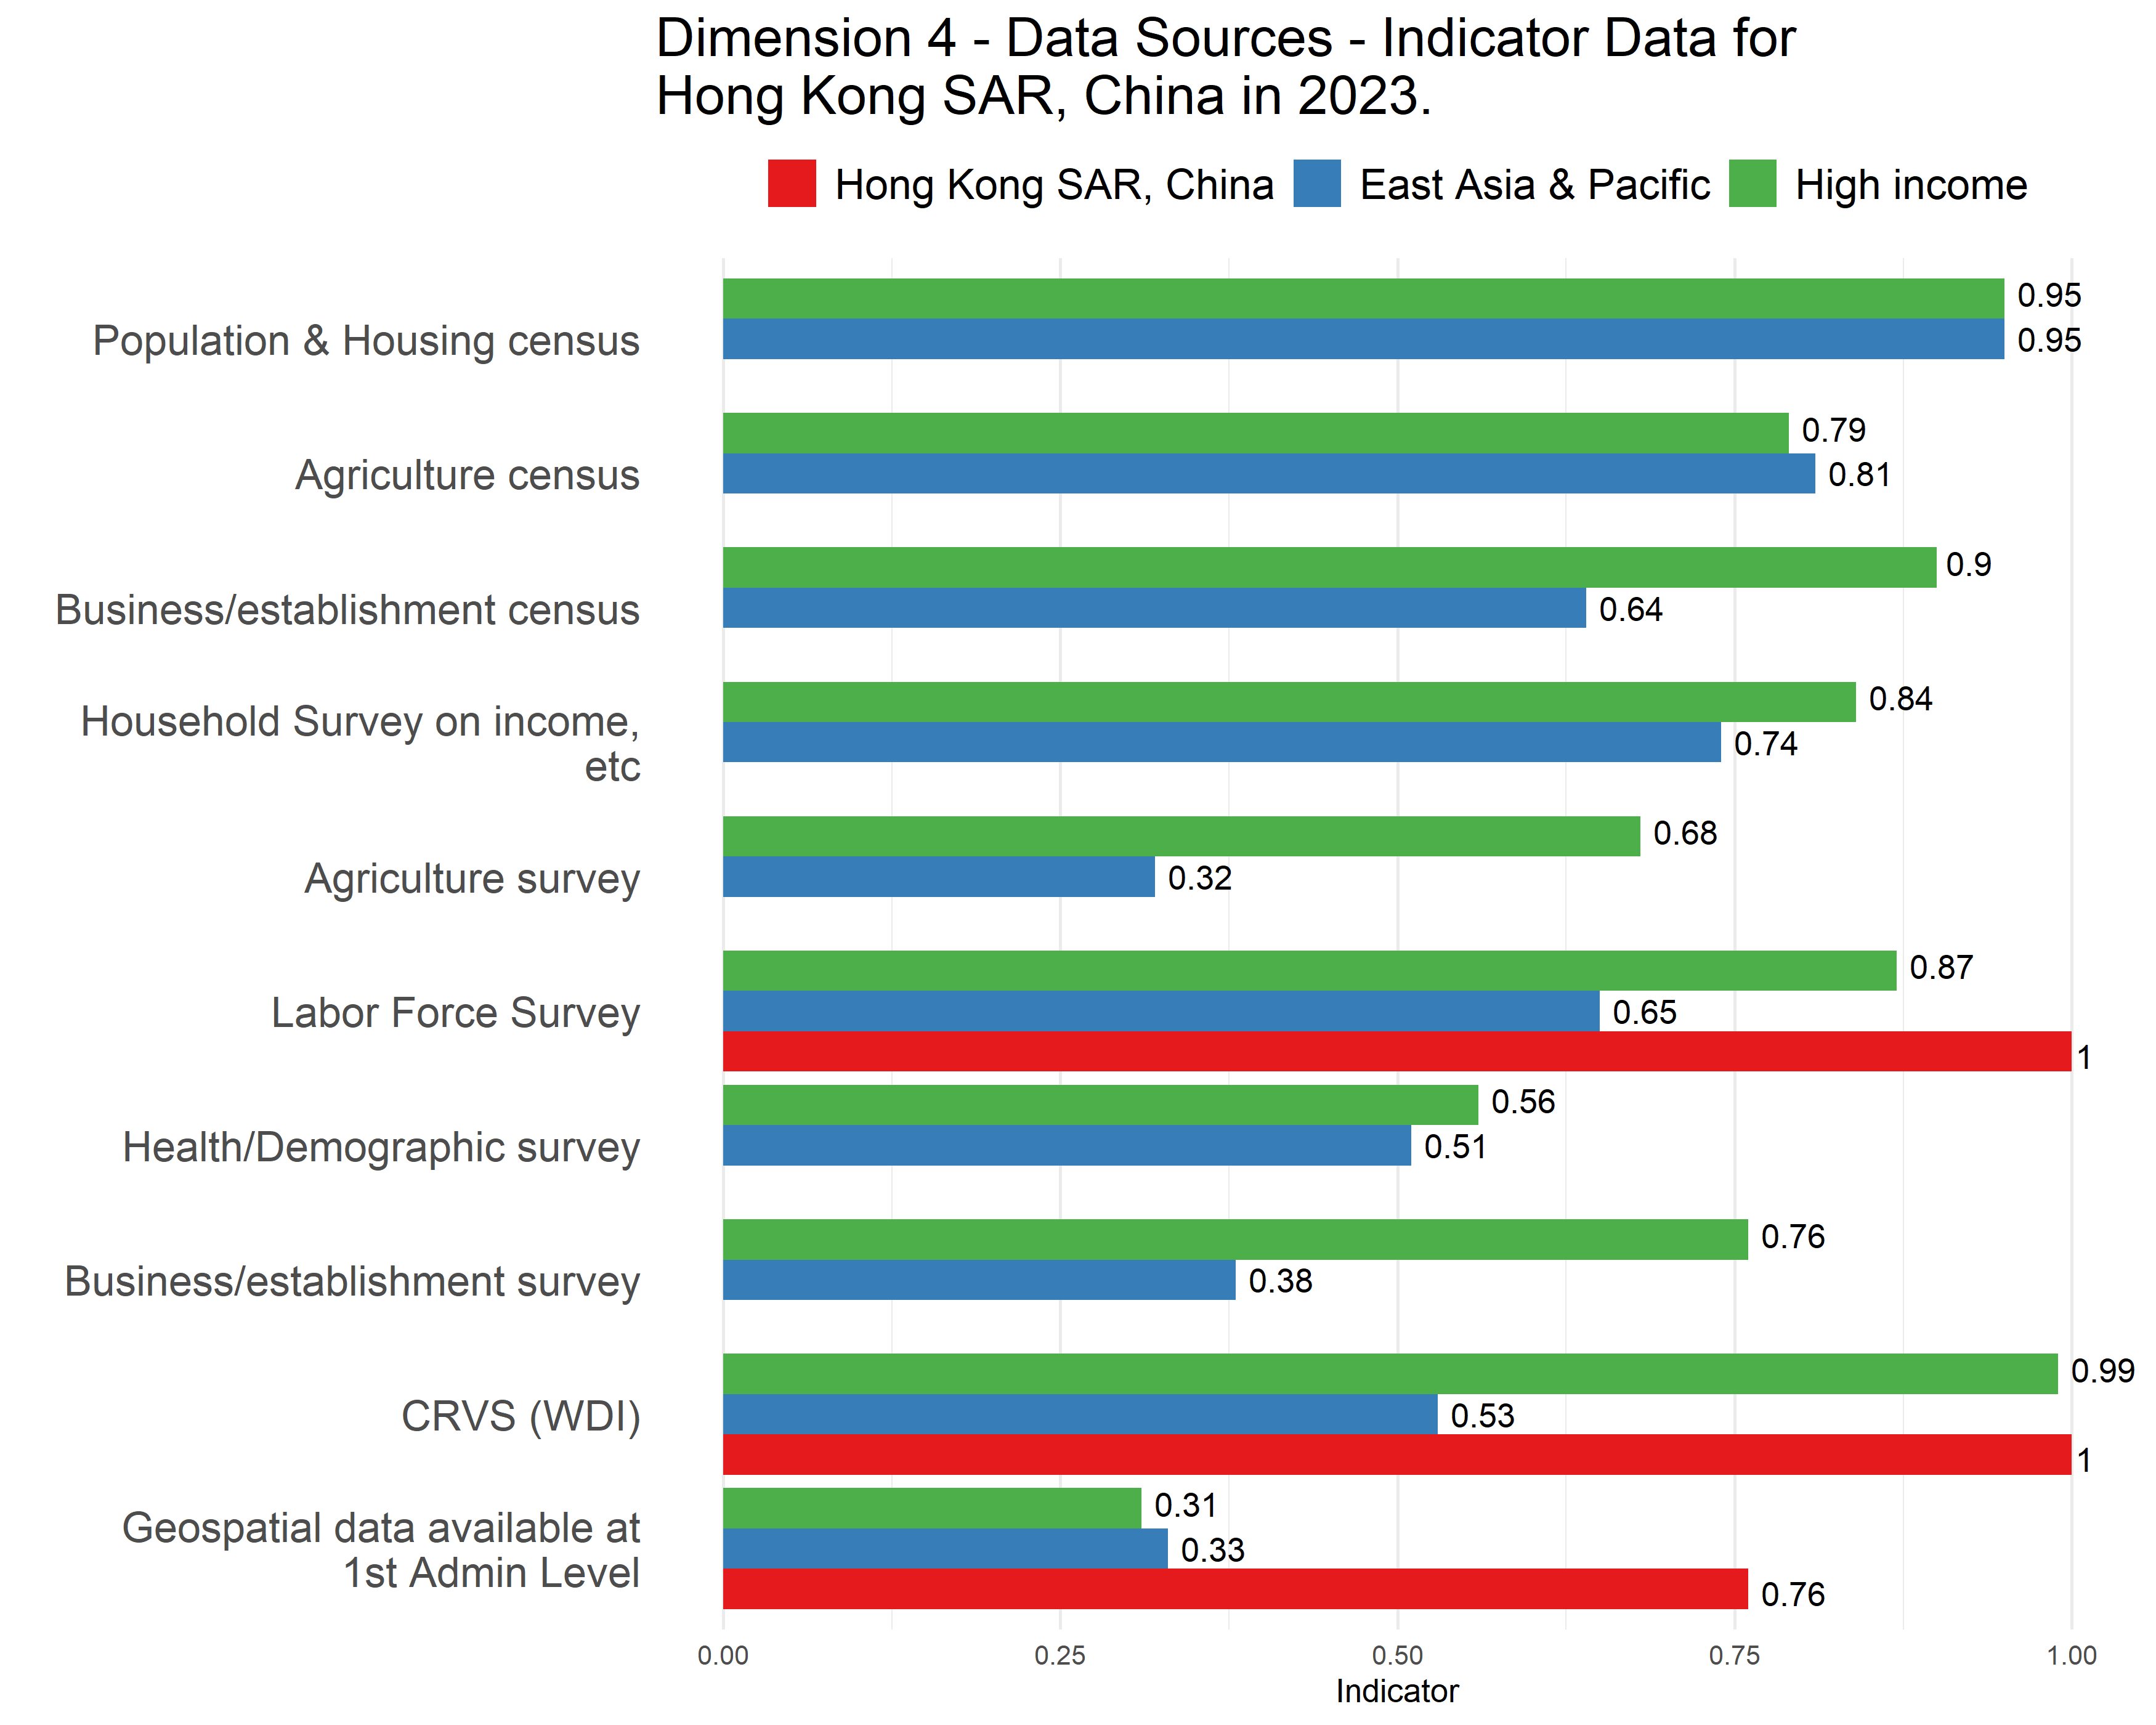 Dimension 4 - Data Sources - Indicator Data for
Hong Kong SAR, China in 2023.
Hong Kong SAR, China East Asia & Pacific High income
0.95
Population & Housing census 0.95
0.79
Agriculture census 0.81
0.9
Business/establishment census 0.64
0.84
Household Survey on income,
etc
0.74
0.68
Agriculture survey 0.32
0.87
Labor Force Survey 0.65
1
0.56
Health/Demographic survey 0.51
0.76
Business/establishment survey 0.38
0.99
CRVS (WDI) 0.53
1
0.31
Geospatial data available at
1st Admin Level
0.33
0.76
0.00 0.25 0.50 0.75 1.00
Indicator